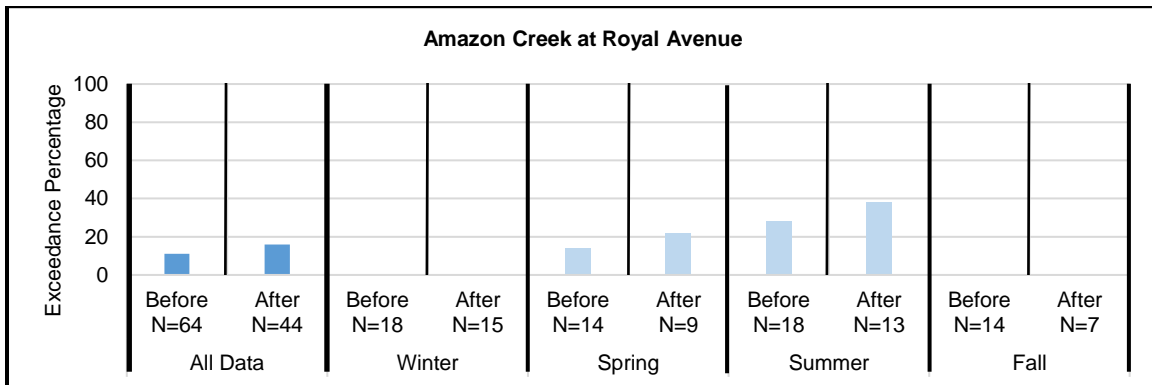 Amazon Creek at Royal Avenue
Exceedance Percentage
100
80
60
40
20
0
Before After Before After Before After Before After Before After
N=64 N=44 N=18 N=15 N=14 N=9 N=18 N=13 N=14 N=7
All Data Winter Spring Summer Fall